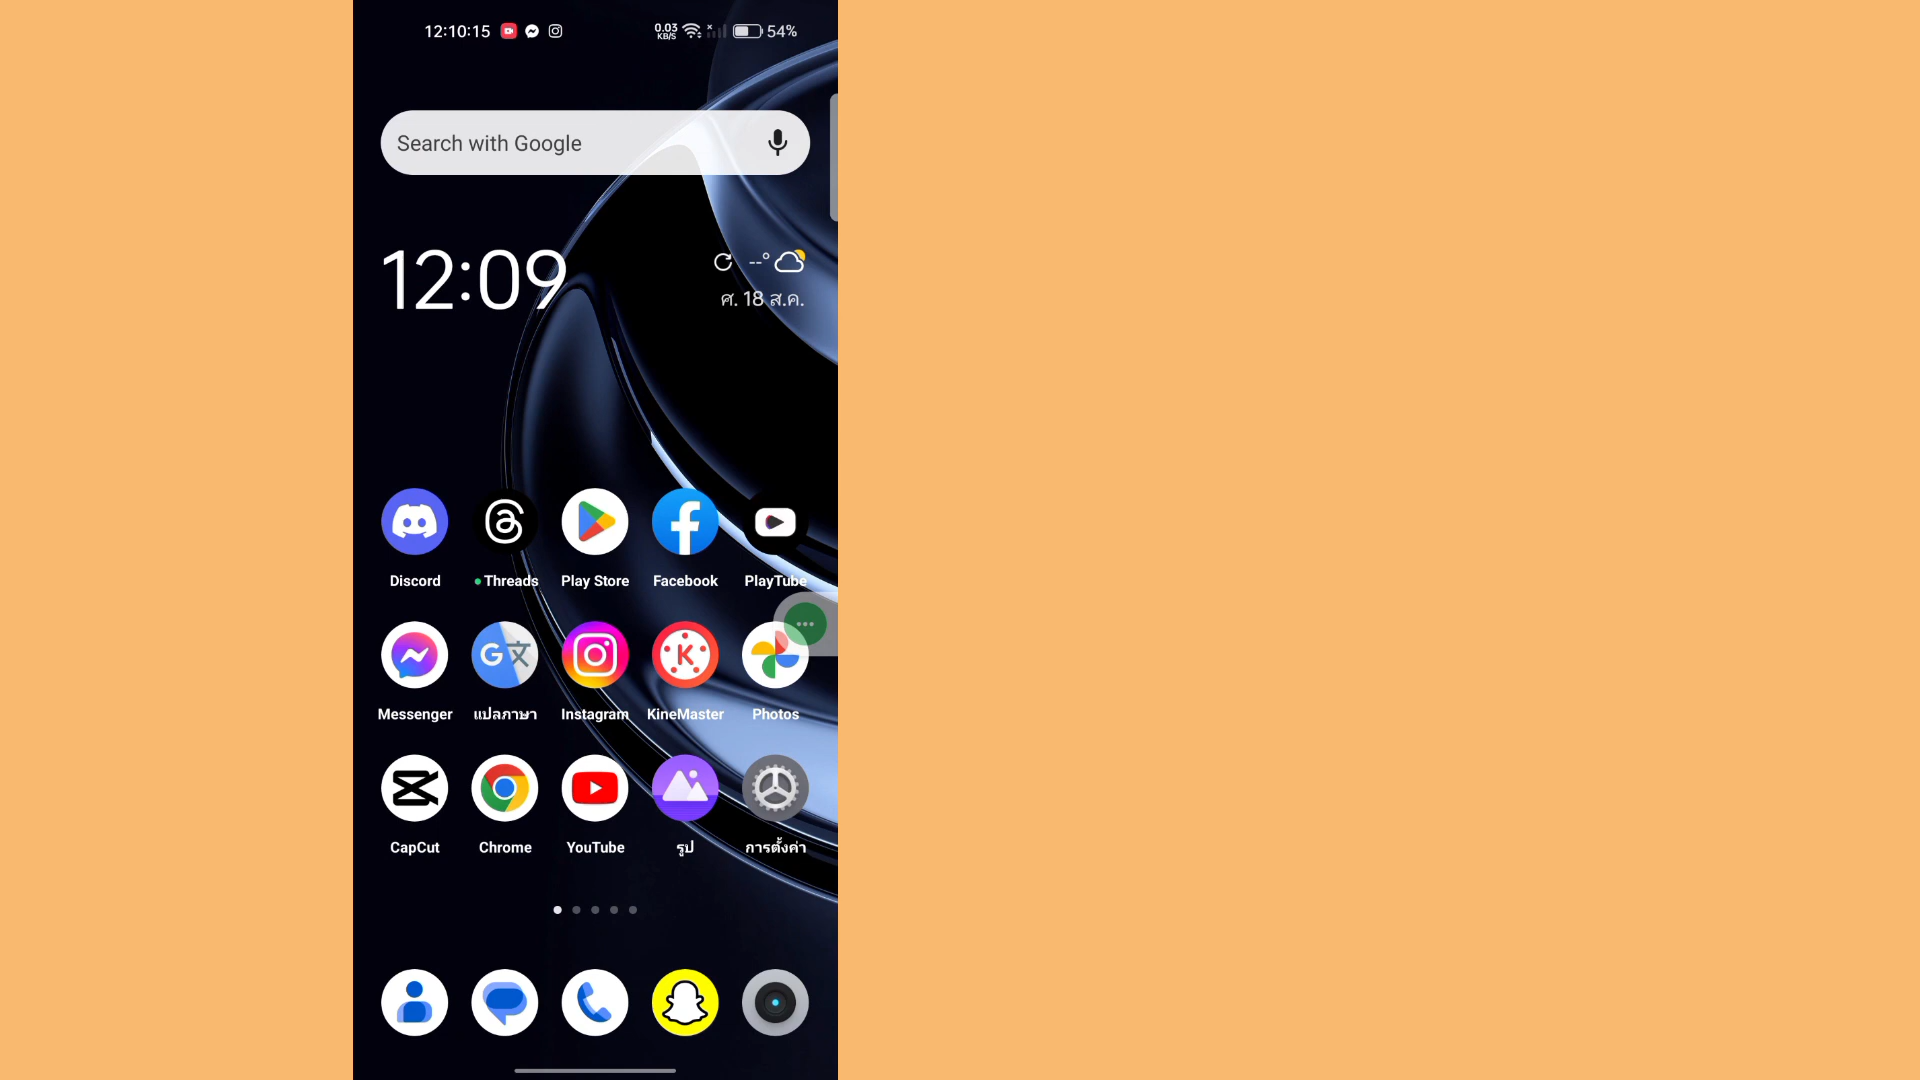 12:10:15 0.03 KB/S 54%
Search with Google
12:09 --°
ศ. 18 ส.ค.
Discord Threads Play Store Facebook PlayTube
Messenger แปลภาษา Instagram KineMaster Photos
CapCut Chrome YouTube รูป การตั้งค่า